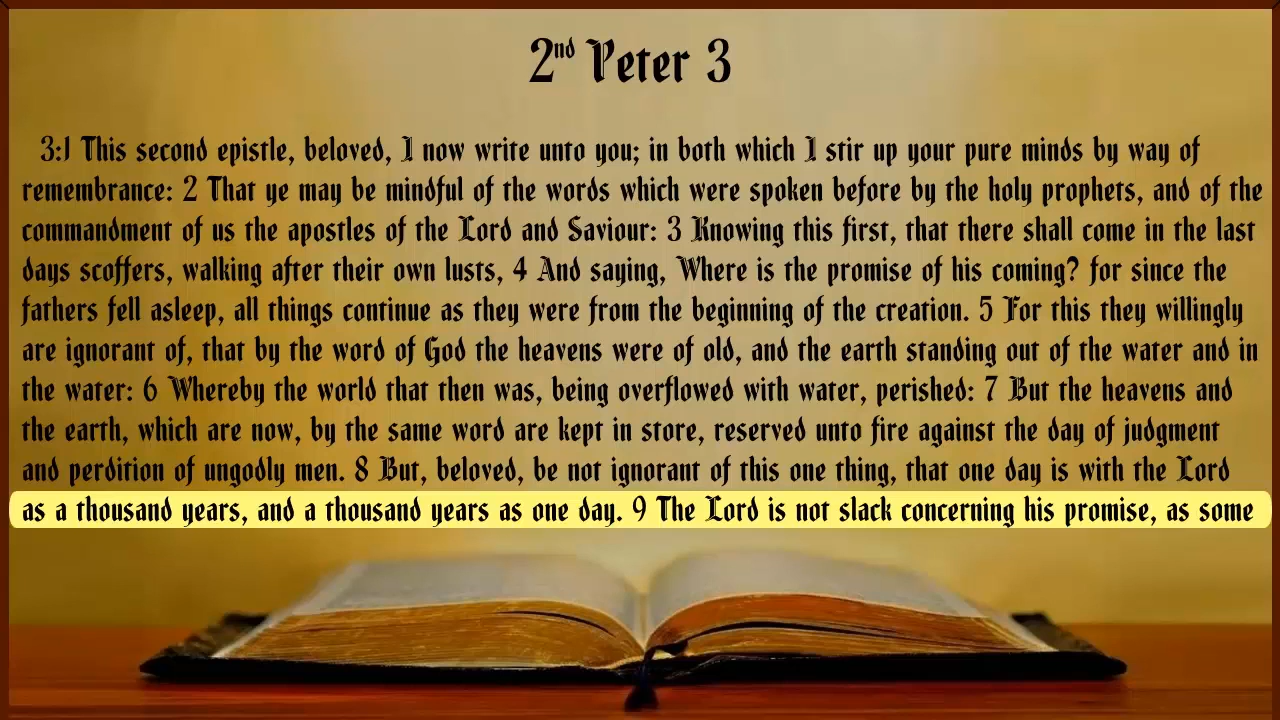 2nd Peter 3
3:1 This second epistle, beloved, I now write unto you; in both which I stir up your pure minds by way of
remembrance: 2 That ye may be mindful of the words which were spoken before by the holy prophets, and of the
commandment of us the apostles of the Lord and Saviour: 3 Knowing this first, that there shall come in the last
days scoffers, walking after their own lusts, 4 And saying, Where is the promise of his coming? for since the
fathers fell asleep, all things continue as they were from the beginning of the creation. 5 For this they willingly
are ignorant of, that by the word of God the heavens were of old, and the earth standing out of the water and in
the water: 6 Whereby the world that then was, being overflowed with water, perished: 7 But the heavens and
the earth, which are now, by the same word are kept in store, reserved unto fire against the day of judgment
and perdition of ungodly men. 8 But, beloved, be not ignorant of this one thing, that one day is with the Lord
as a thousand years, and a thousand years as one day. 9 The Lord is not slack concerning his promise, as some